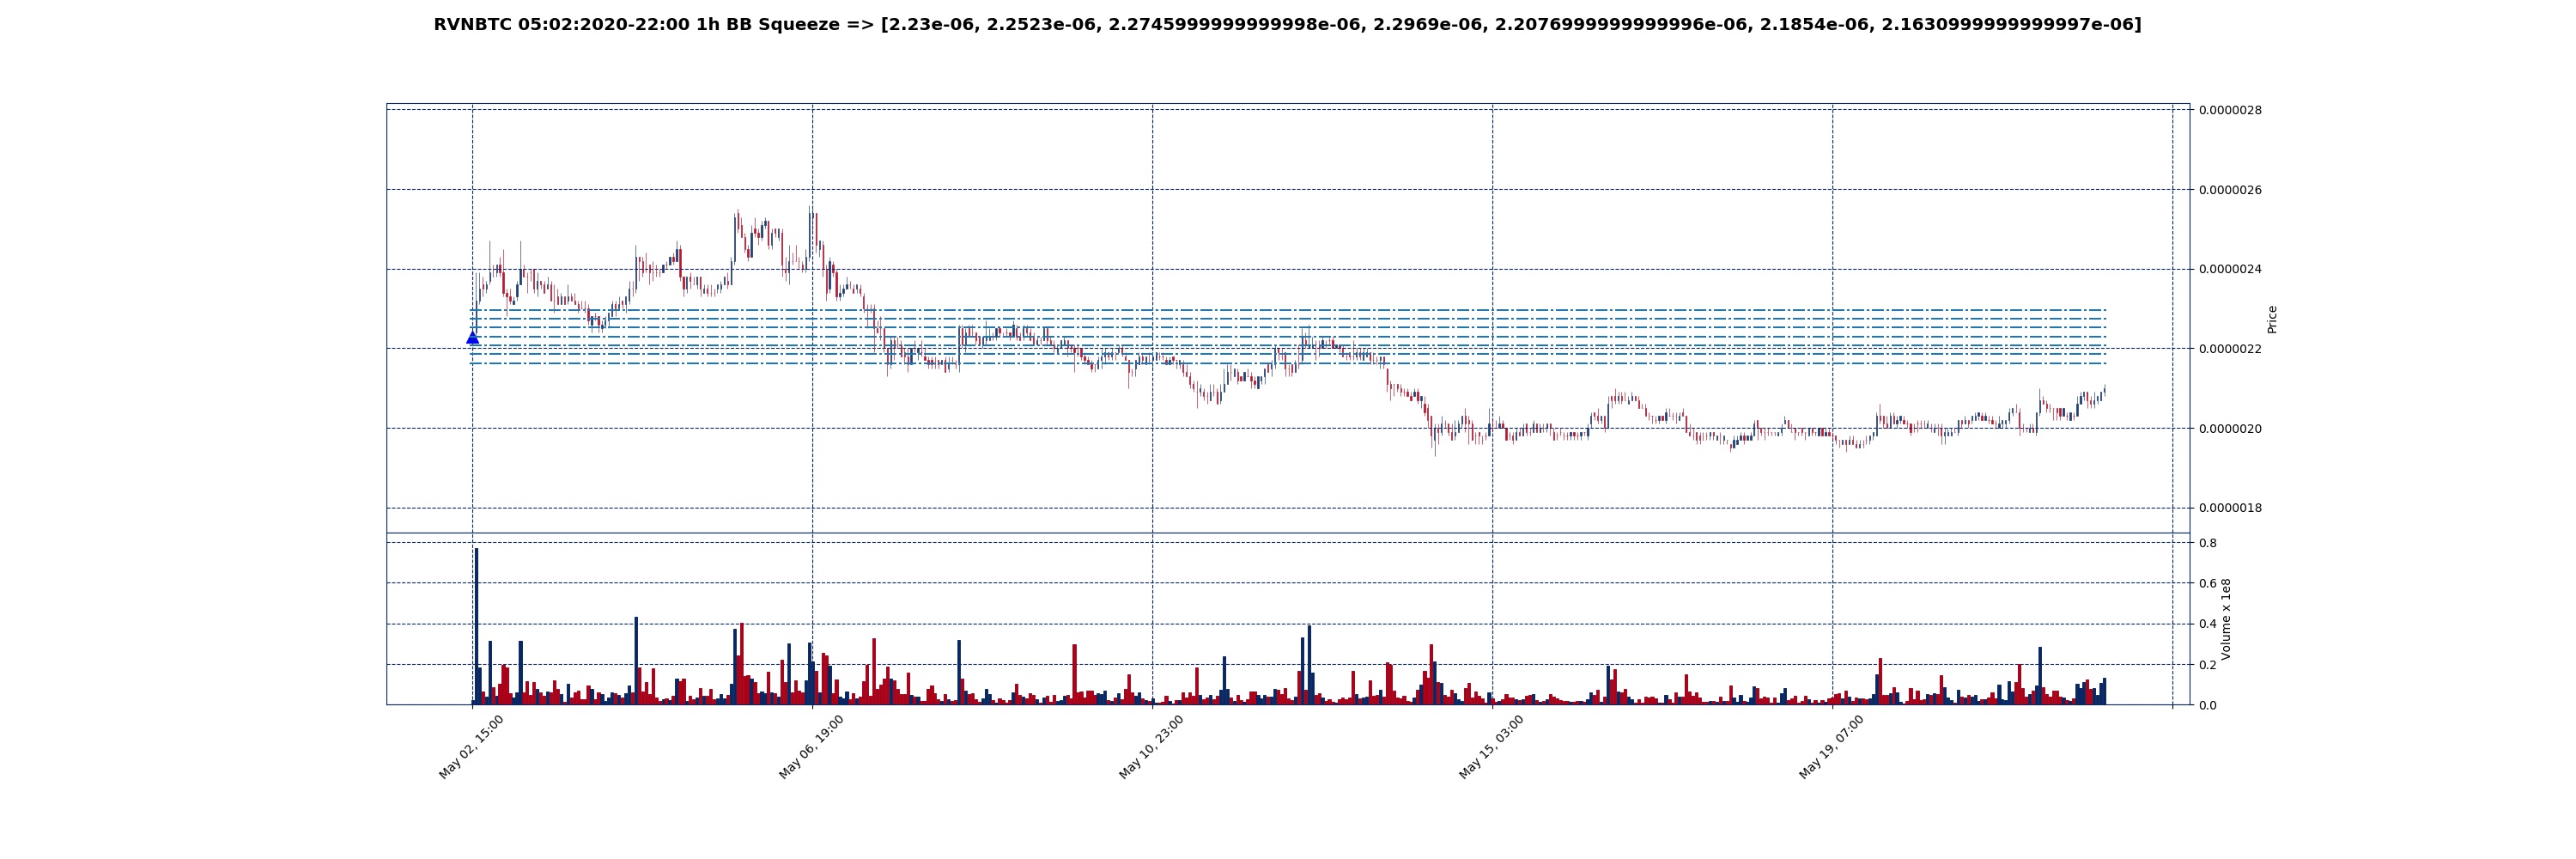 RVNBTC 05:02:2020-22:00 1h BB Squeeze => [2.23e-06, 2.2523e-06, 2.2745999999999998e-06, 2.2969e-06, 2.2076999999999996e-06, 2.1854e-06, 2.1630999999999997e-06]
0.0000028
0.0000026
0.0000024
Price
0.0000022
0.0000020
0.0000018
0.8
0.6
Volume x 1e8
0.4
0.2
0.0
May 02, 15:00
May 06, 19:00
May 10, 23:00
May 15, 03:00
May 19, 07:00